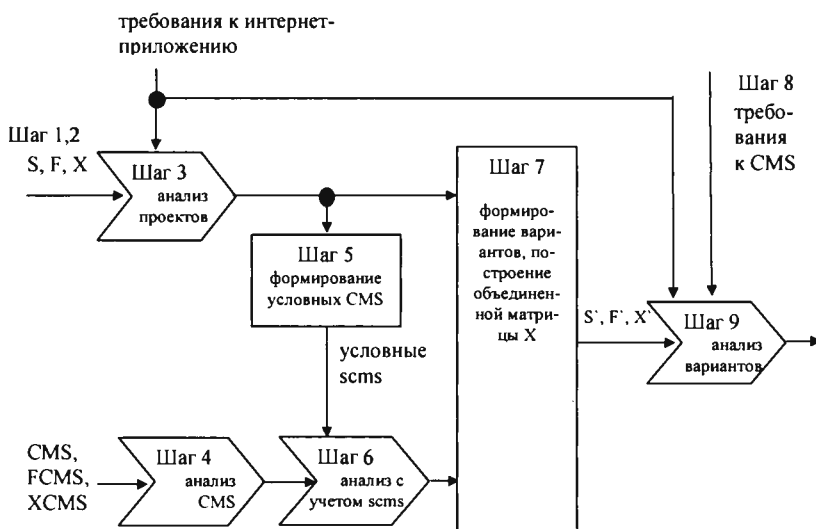 требования к интернет-
приложению
Шаг 8
требо-
вания
к CMS
Шаг 1,2
S, F, X
Шаг 3
анализ
проектов
Шаг 7
формирование вари-
антов, по-
строение
объединен-
ной матри-
цы X
Шаг 5
формирование
условных CMS
S`, F`, X`
Шаг 9
анализ
вариантов
условные
scms
CMS,
FCMS,
XCMS
Шаг 4
анализ
CMS
Шаг 6
анализ с
учетом scms